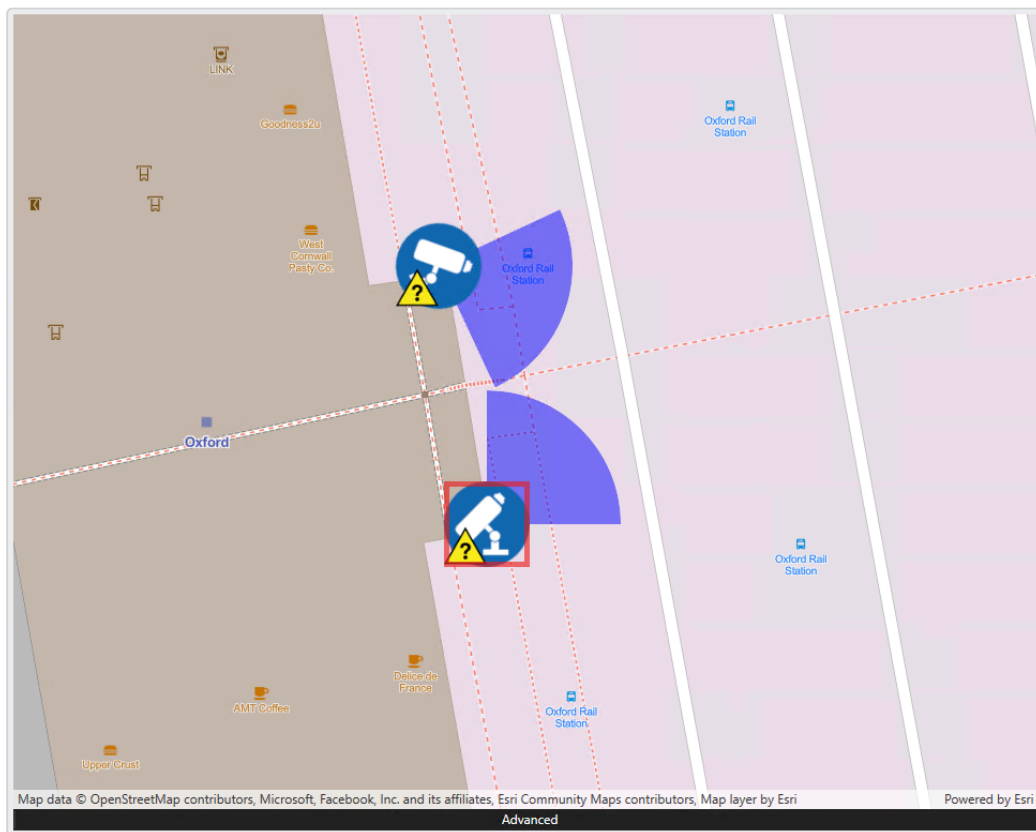 LINK
Goodness2u
Oxford Rail
Station
West
Cornwall
Pasty Co.
Oxford Rail
Station
?
Oxford
?
Oxford Rail
Station
Delice de
France
AMT Coffee
Oxford Rail
Station
Upper Crust
Map data © OpenStreetMap contributors, Microsoft, Facebook, Inc. and its affiliates, Esri Community Maps contributors, Map layer by Esri
Powered by Esri
Advanced